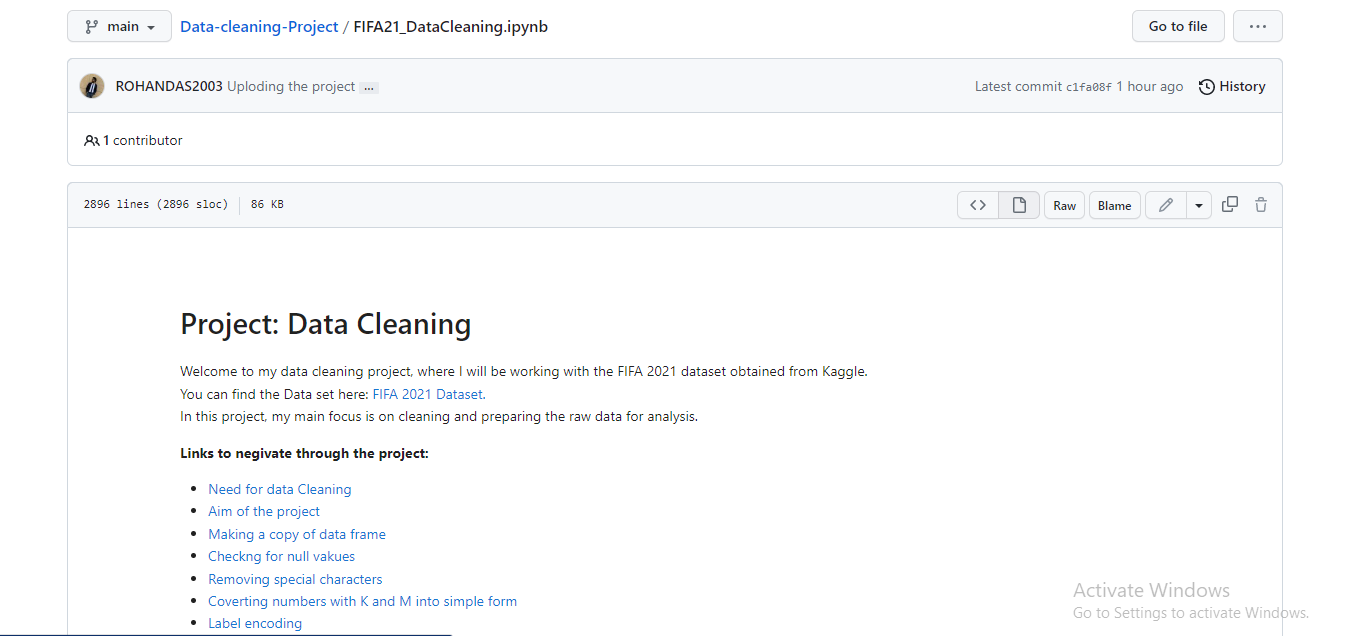 main
Data-cleaning-Project / FIFA21_DataCleaning.ipynb
Go to file
...
ROHANDAS2003 Uploding the project ...
Latest commit c1fa08f 1 hour ago
History
1 contributor
2896 lines (2896 sloc) 86 KB
Raw
Blame
Project: Data Cleaning
Welcome to my data cleaning project, where I will be working with the FIFA 2021 dataset obtained from Kaggle.
You can find the Data set here: FIFA 2021 Dataset.
In this project, my main focus is on cleaning and preparing the raw data for analysis.
Links to negivate through the project:
Need for data Cleaning
Aim of the project
Making a copy of data frame
Checkng for null vakues
Removing special characters
Coverting numbers with K and M into simple form
Label encoding
Activate Windows
Go to Settings to activate Windows.